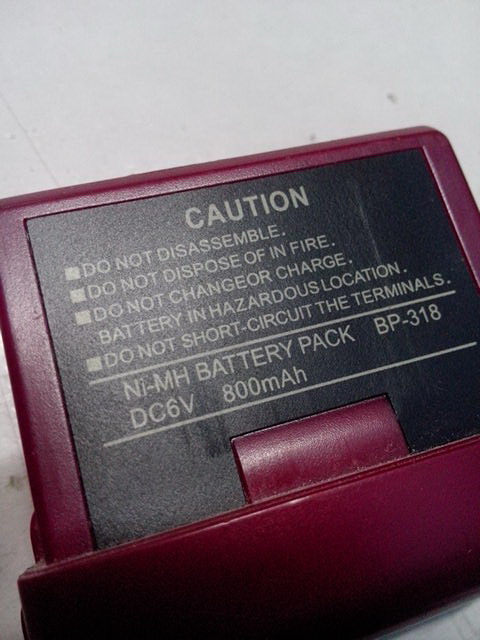 CAUTION
■DO NOT DISASSEMBLE.
■DO NOT DISPOSE OF IN FIRE.
■DO NOT CHANGEOR CHARGE.
BATTERY IN HAZARDOUS LOCATION.
■DO NOT SHORT-CIRCUIT THE TERMINALS.
Ni-MH BATTERY PACK BP-318
DC6V 800mAh